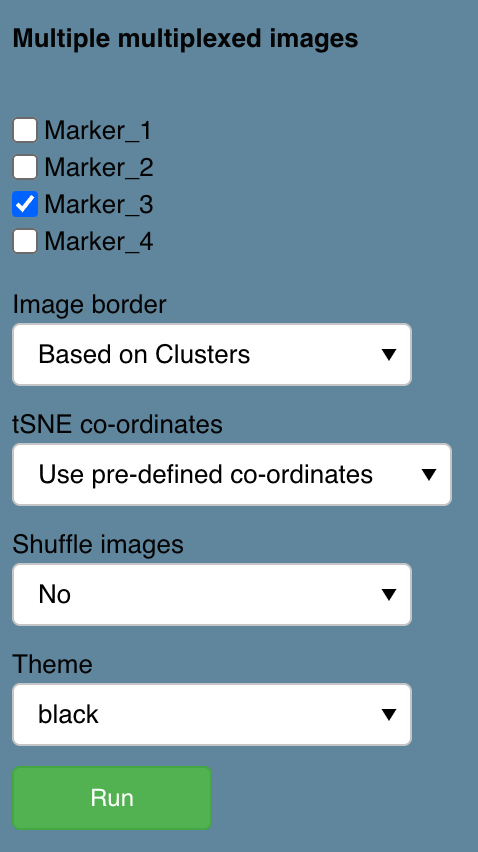 Multiple multiplexed images
Marker_1
Marker_2
Marker_3
Marker_4
Image border
Based on Clusters
tSNE co-ordinates
Use pre-defined co-ordinates
Shuffle images
No
Theme
black
Run